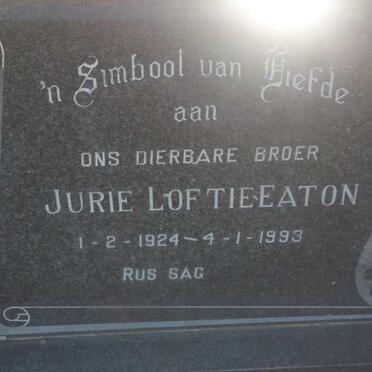 'n Simbool van Liefde
aan
ONS DIERBARE BROER
JURIE LOFTIE-EATON
1-2-1924-4-1-1993
RUS SAG